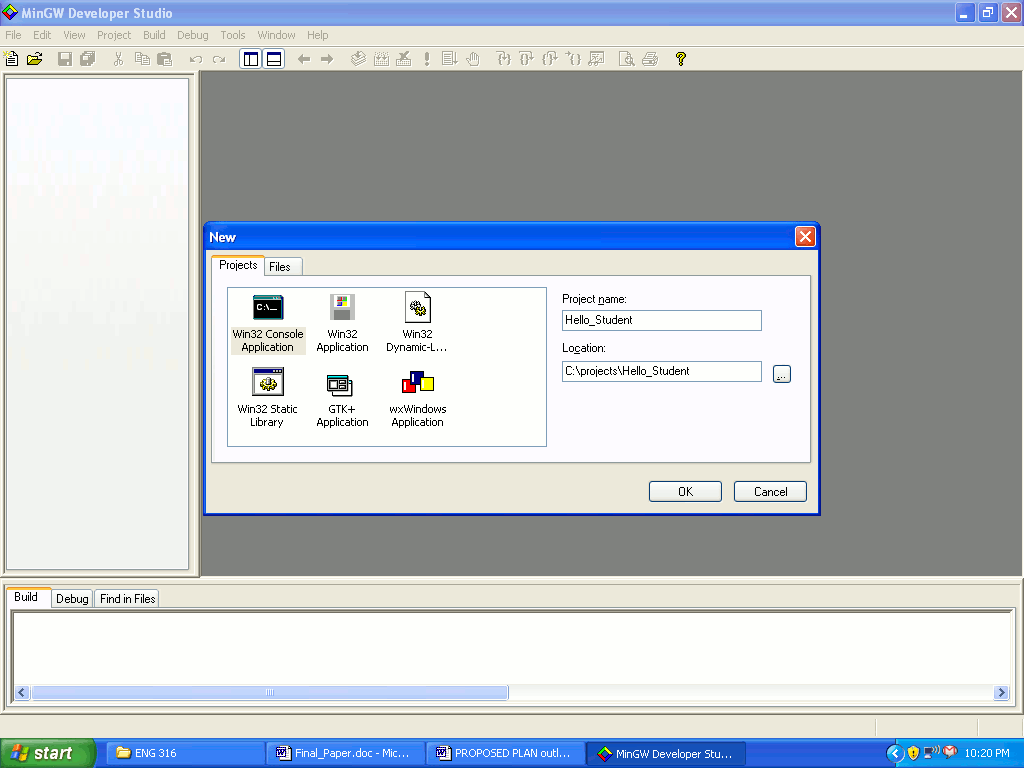 MinGW Developer Studio
File Edit View Project Build Debug Tools Window Help
New
Projects Files
C:\_
Win32 Console
Application
Win32
Application
Win32
Dynamic-L...
Win32 Static
Library
GTK+
Application
wxWindows
Application
Project name:
Hello_Student
Location:
C:\projects\Hello_Student
...
OK Cancel
Build Debug Find in Files
start ENG 316 Final_Paper.doc - Mic... PROPOSED PLAN outl... MinGW Developer Stu... 10:20 PM